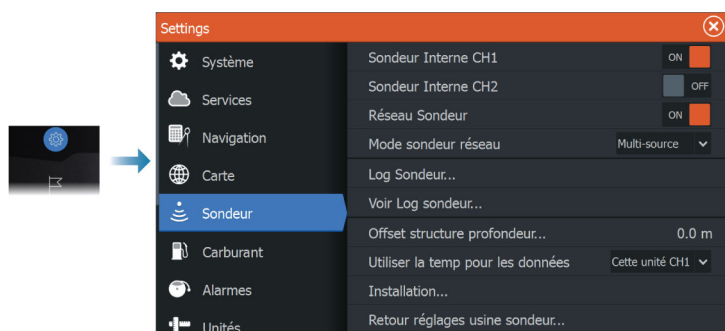 Settings
Système
Services
Navigation
Carte
Sondeur
Carburant
Alarmes
Unités
Sondeur Interne CH1 ON
Sondeur Interne CH2 OFF
Réseau Sondeur ON
Mode sondeur réseau Multi-source
Log Sondeur...
Voir Log sondeur...
Offset structure profondeur... 0.0 m
Utiliser la temp pour les données Cette unité CH1
Installation...
Retour réglages usine sondeur...